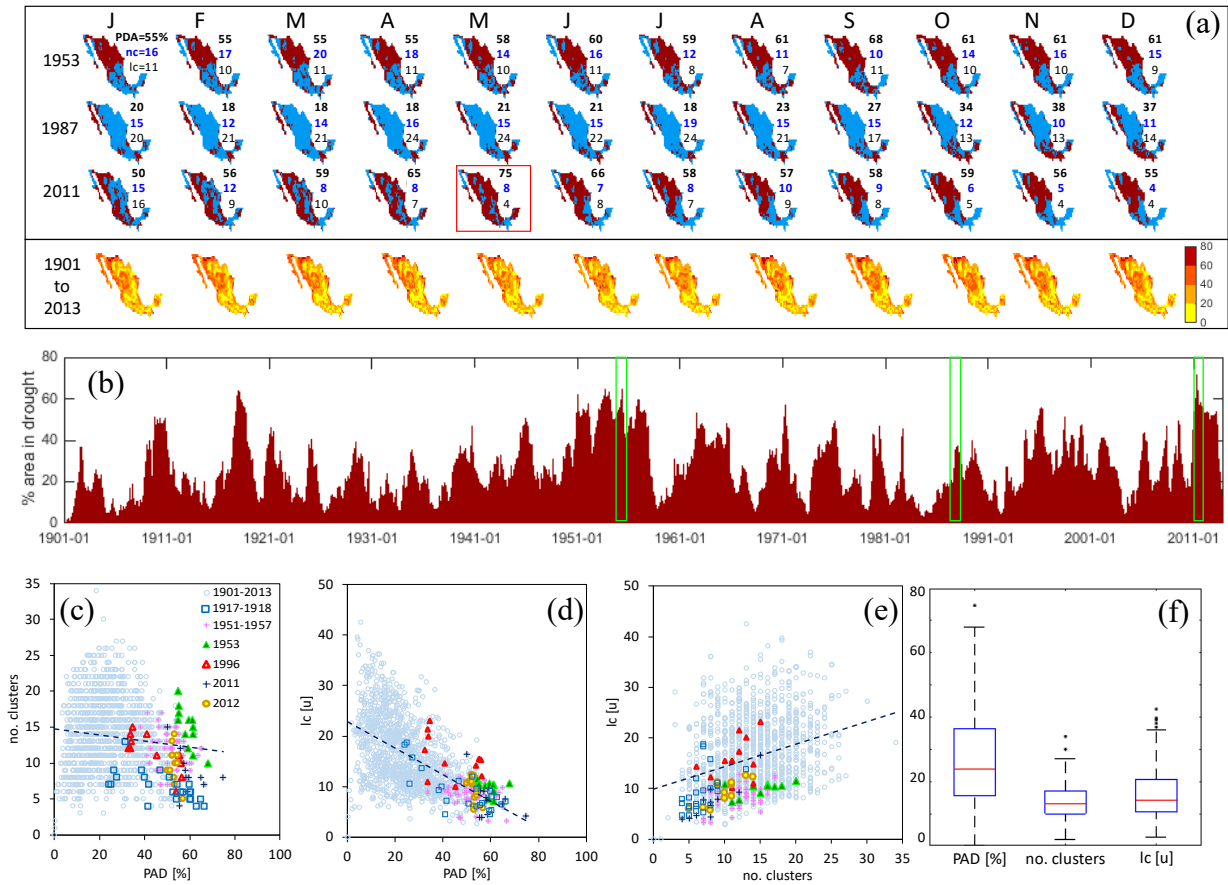 J F M A M J J A S O N D (a)
PDA=55% 55 55 55 58 60 59 61 68 61 61 61
1953 nc=16 17 20 18 14 16 12 11 10 14 16 15
lc=11 10 11 11 10 11 8 7 11 10 10 9
20 18 18 18 21 21 18 23 27 34 38 37
1987 15 12 14 16 15 15 19 15 15 12 10 11
20 21 21 24 24 22 24 21 17 13 13 14
50 56 59 65 75 66 58 57 58 59 56 55
2011 15 12 8 8 8 7 8 10 9 6 5 4
16 9 10 7 4 8 7 9 8 5 4 4
1901
to
2013
80
60
40
20
0
(b)
% area in drought
80
60
40
20
0
1901-01 1911-01 1921-01 1931-01 1941-01 1951-01 1961-01 1971-01 1981-01 1991-01 2001-01 2011-01
(c)
no. clusters
35
30
25
20
15
10
5
0
0 20 40 60 80 100
PAD [%]
1901-2013
1917-1918
1951-1957
1953
1996
2011
2012
(d)
lc [u]
50
40
30
20
10
0
0 20 40 60 80 100
PAD [%]
(e)
lc [u]
50
40
30
20
10
0
0 5 10 15 20 25 30 35
no. clusters
(f)
80
60
40
20
0
PAD [%] no. clusters lc [u]